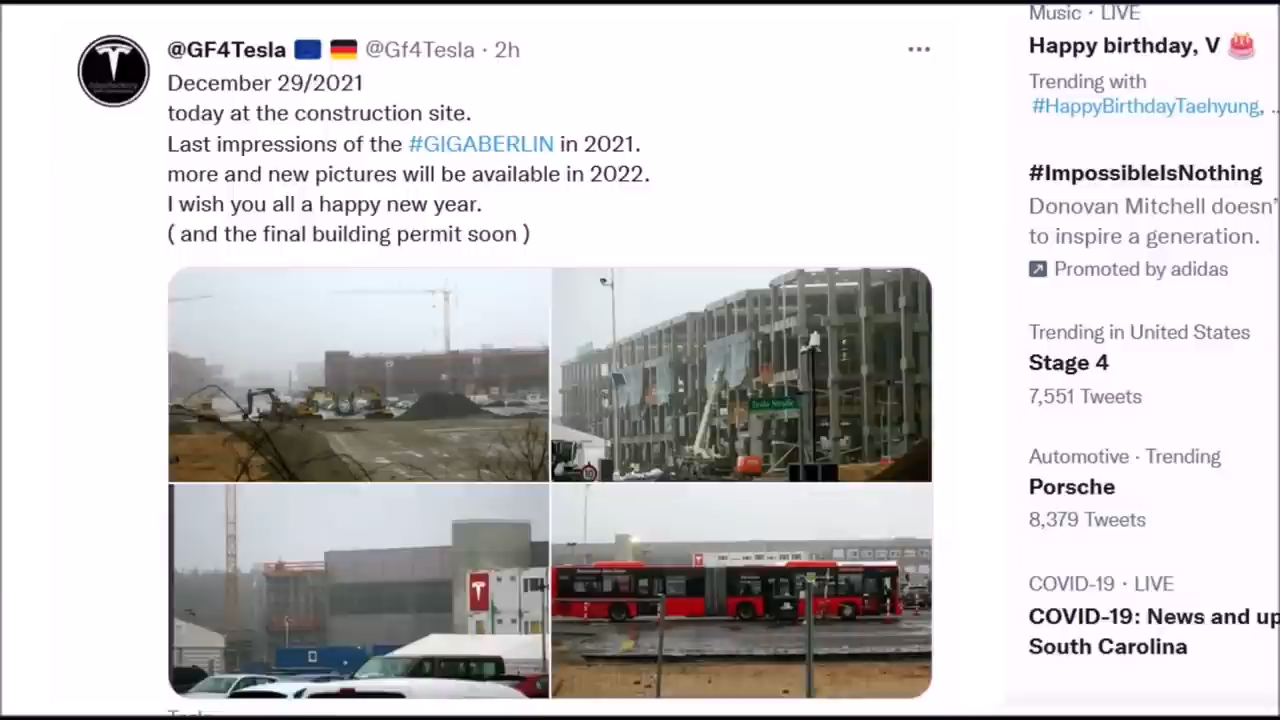 @GF4Tesla 🇪🇺 🇩🇪 @Gf4Tesla · 2h
December 29/2021
today at the construction site.
Last impressions of the #GIGABERLIN in 2021.
more and new pictures will be available in 2022.
I wish you all a happy new year.
( and the final building permit soon )
Tesla Straße
Music · LIVE
Happy birthday, V 🎂
Trending with
#HappyBirthdayTaehyung, ..
#ImpossibleIsNothing
Donovan Mitchell doesn'
to inspire a generation.
Promoted by adidas
Trending in United States
Stage 4
7,551 Tweets
Automotive · Trending
Porsche
8,379 Tweets
COVID-19 · LIVE
COVID-19: News and up
South Carolina